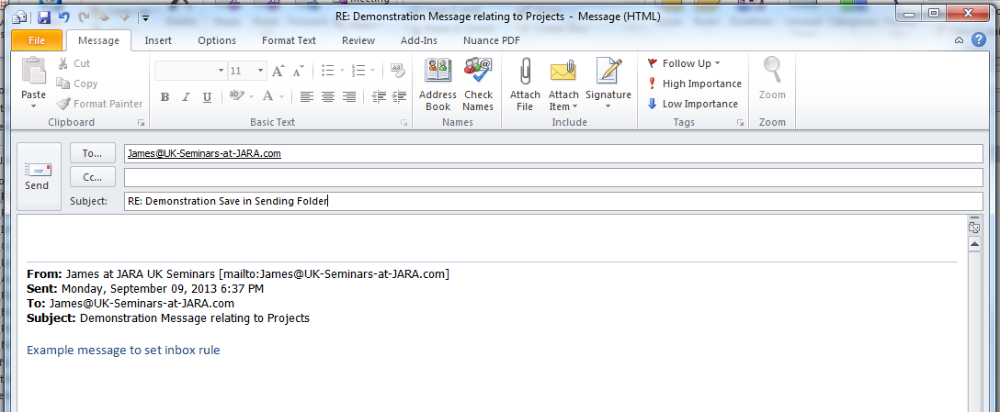 RE: Demonstration Message relating to Projects - Message (HTML)
File Message Insert Options Format Text Review Add-Ins Nuance PDF
Paste
Cut
Copy
Format Painter
Clipboard
11
B I U
Basic Text
Address Book
Check Names
Names
Attach File
Attach Item
Signature
Include
Follow Up
High Importance
Low Importance
Tags
Zoom
Zoom
Send
To... James@UK-Seminars-at-JARA.com
Cc...
Subject: RE: Demonstration Save in Sending Folder
From: James at JARA UK Seminars [mailto:James@UK-Seminars-at-JARA.com]
Sent: Monday, September 09, 2013 6:37 PM
To: James@UK-Seminars-at-JARA.com
Subject: Demonstration Message relating to Projects
Example message to set inbox rule